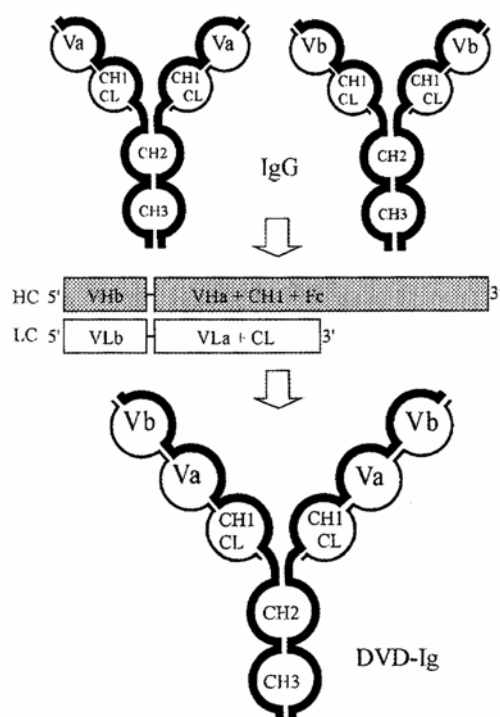 Va Va Vb Vb
CH1 CH1 CH1 CH1
CL CL CL CL
CH2 CH2
IgG
CH3 CH3
HC 5' VHb VHa + CH1 + Fc 3'
LC 5' VLb VLa + CL 3'
Vb Vb
Va Va
CH1 CH1
CL CL
CH2
DVD-Ig
CH3